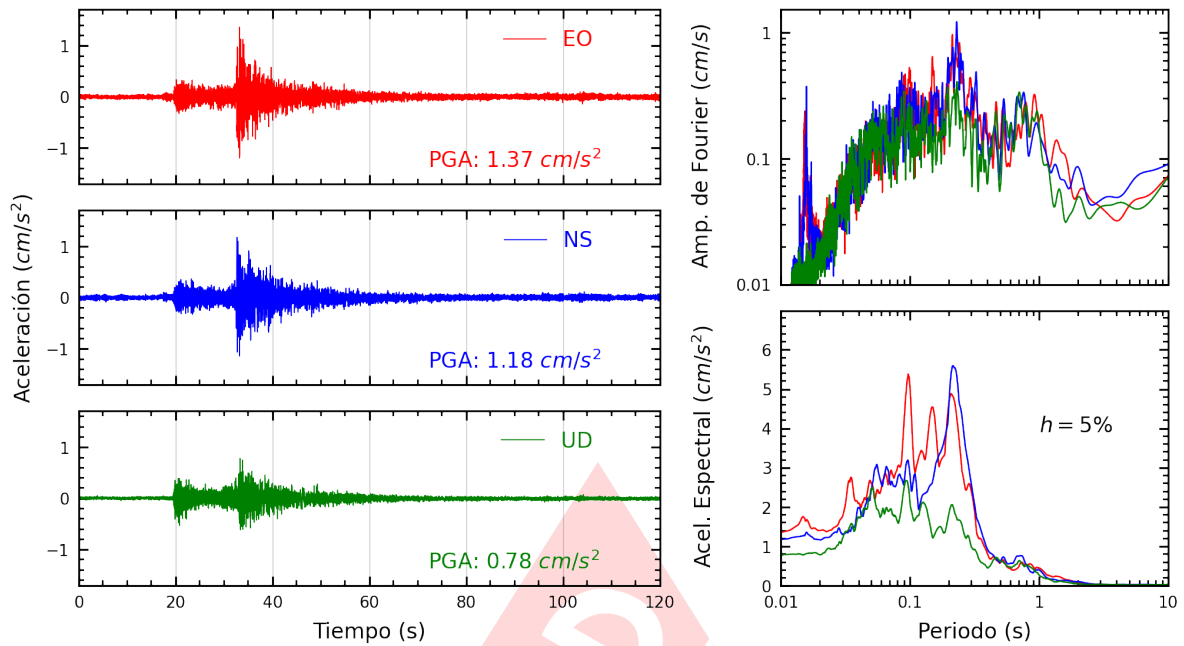 Aceleración (cm/s²)
1
0
−1
EO
PGA: 1.37 cm/s²
1
0
−1
NS
PGA: 1.18 cm/s²
1
0
−1
UD
PGA: 0.78 cm/s²
0 20 40 60 80 100 120
Tiempo (s)
Amp. de Fourier (cm/s)
1
0.1
0.01
Acel. Espectral (cm/s²)
6
5
4
3
2
1
0
h = 5%
0.01 0.1 1 10
Periodo (s)